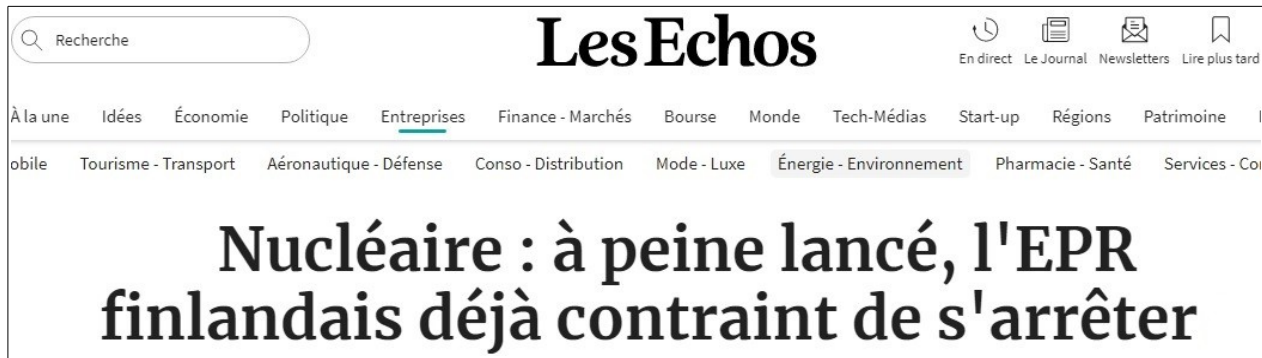 Recherche
Les Echos
En direct Le Journal Newsletters Lire plus tard
À la une Idées Économie Politique Entreprises Finance - Marchés Bourse Monde Tech-Médias Start-up Régions Patrimoine
Tourisme - Transport Aéronautique - Défense Conso - Distribution Mode - Luxe Énergie - Environnement Pharmacie - Santé Services -
Nucléaire : à peine lancé, l'EPR
finlandais déjà contraint de s'arrêter